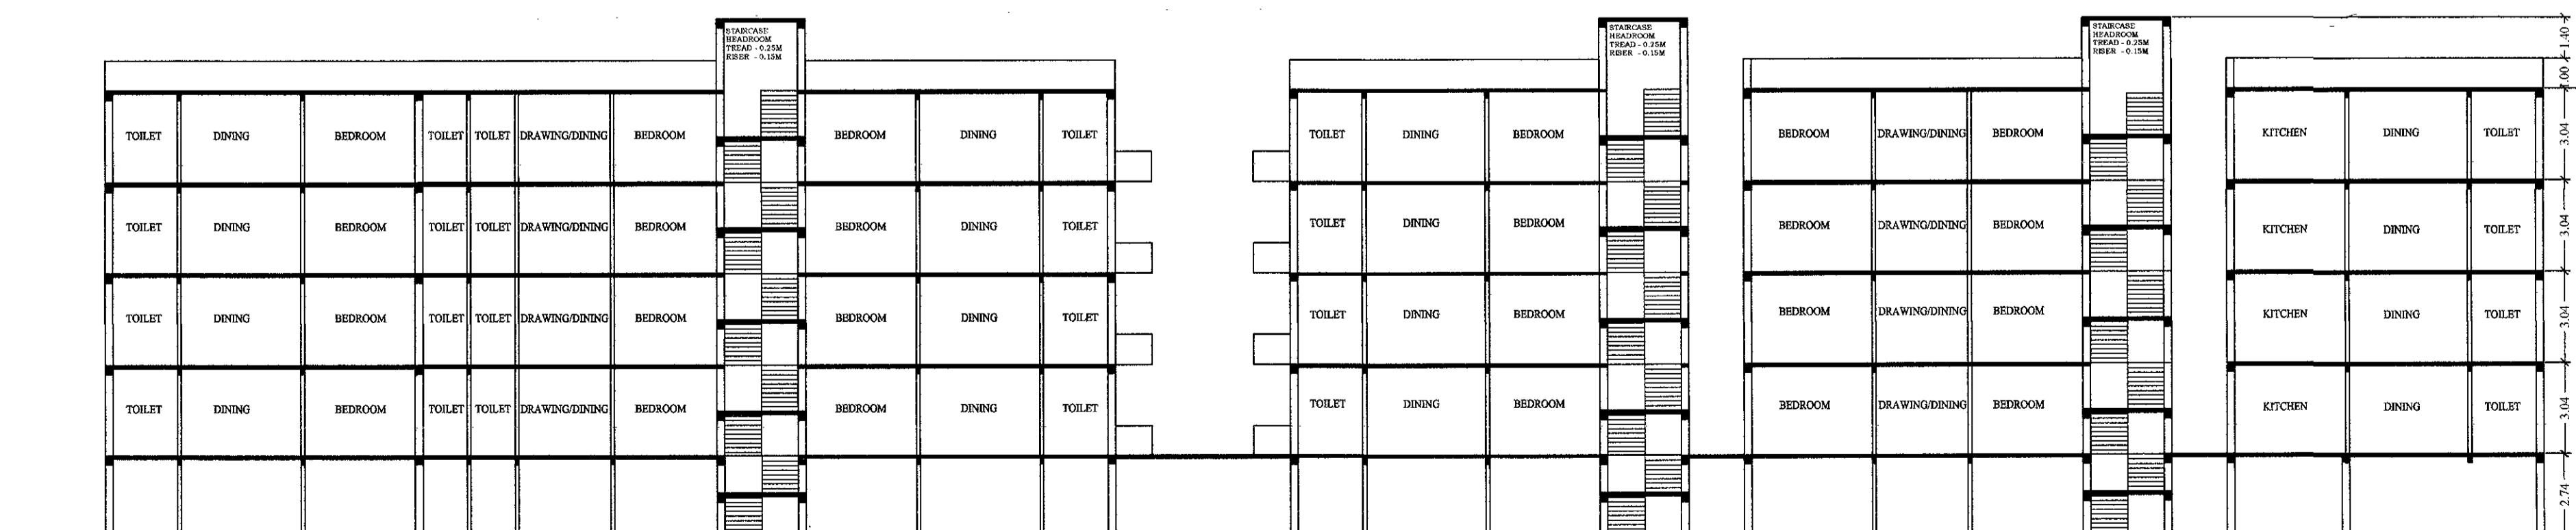 STAIRCASE
HEADROOM
TREAD - 0.25M
RISER - 0.15M
STAIRCASE
HEADROOM
TREAD - 0.25M
RISER - 0.15M
STAIRCASE
HEADROOM
TREAD - 0.25M
RISER - 0.15M
1.40
1.00
TOILET DINING BEDROOM TOILET TOILET DRAWING/DINING BEDROOM BEDROOM DINING TOILET TOILET DINING BEDROOM BEDROOM DRAWING/DINING BEDROOM KITCHEN DINING TOILET 3.04
TOILET DINING BEDROOM TOILET TOILET DRAWING/DINING BEDROOM BEDROOM DINING TOILET TOILET DINING BEDROOM BEDROOM DRAWING/DINING BEDROOM KITCHEN DINING TOILET 3.04
TOILET DINING BEDROOM TOILET TOILET DRAWING/DINING BEDROOM BEDROOM DINING TOILET TOILET DINING BEDROOM BEDROOM DRAWING/DINING BEDROOM KITCHEN DINING TOILET 3.04
TOILET DINING BEDROOM TOILET TOILET DRAWING/DINING BEDROOM BEDROOM DINING TOILET TOILET DINING BEDROOM BEDROOM DRAWING/DINING BEDROOM KITCHEN DINING TOILET 3.04
2.74